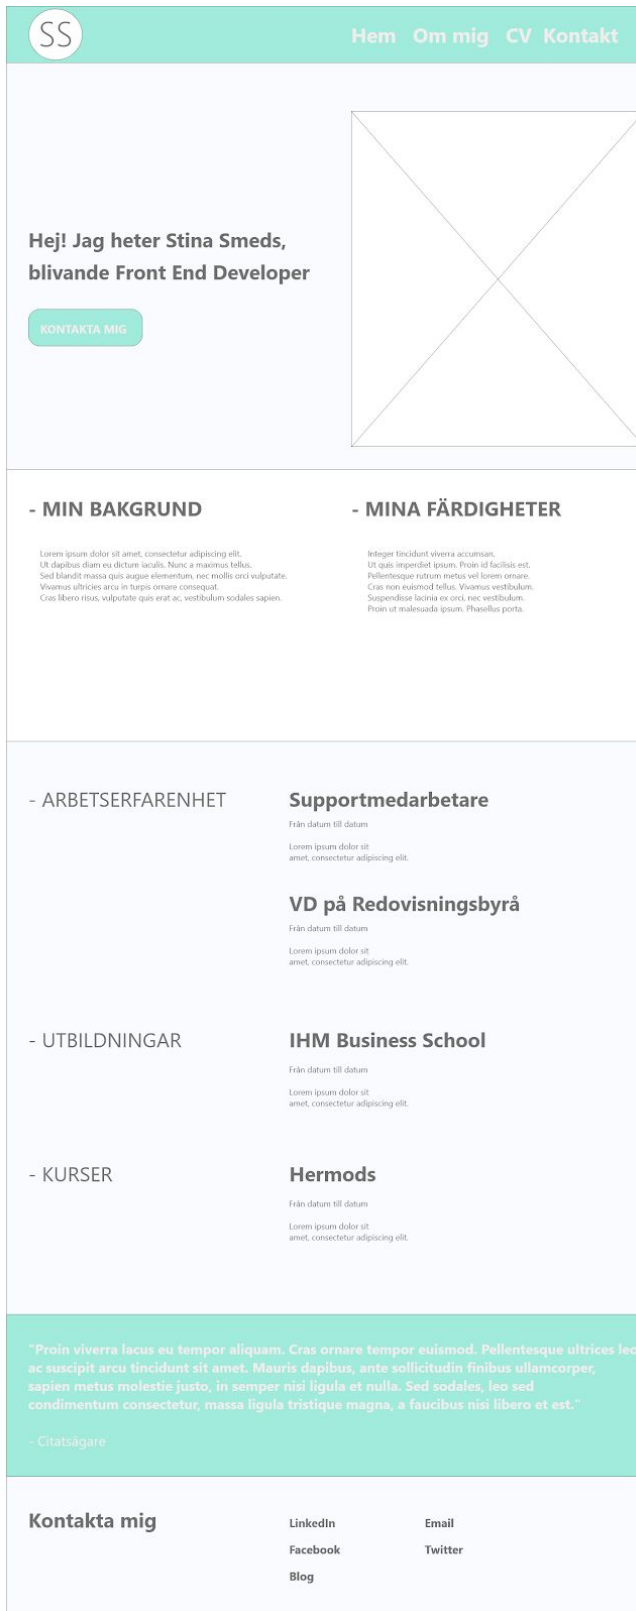 SS
Hem Om mig CV Kontakt
Hej! Jag heter Stina Smeds,
blivande Front End Developer
KONTAKTA MIG
- MIN BAKGRUND
Lorem ipsum dolor sit amet, consectetur adipiscing elit.
Ut dapibus diam eu dictum iaculis. Nunc a maximus tellus.
Sed blandit massa quis augue elementum, nec mollis orci vulputate.
Vivamus ultricies arcu in turpis ornare consequat.
Cras libero risus, vulputate quis erat ac, vestibulum sodales sapien.
- MINA FÄRDIGHETER
Integer tincidunt viverra accumsan.
Ut quis imperdiet ipsum. Proin id facilisis est.
Pellentesque rutrum metus vel lorem ornare.
Cras non euismod tellus. Vivamus vestibulum.
Suspendisse lacinia ex orci, nec vestibulum.
Proin ut malesuada ipsum. Phasellus porta.
- ARBETSERFARENHET
Supportmedarbetare
Från datum till datum
Lorem ipsum dolor sit
amet, consectetur adipiscing elit.
VD på Redovisningsbyrå
Från datum till datum
Lorem ipsum dolor sit
amet, consectetur adipiscing elit.
- UTBILDNINGAR
IHM Business School
Från datum till datum
Lorem ipsum dolor sit
amet, consectetur adipiscing elit.
- KURSER
Hermods
Från datum till datum
Lorem ipsum dolor sit
amet, consectetur adipiscing elit.
"Proin viverra lacus eu tempor aliquam. Cras ornare tempor euismod. Pellentesque ultrices leo
ac suscipit arcu tincidunt sit amet. Mauris dapibus, ante sollicitudin finibus ullamcorper,
sapien metus molestie justo, in semper nisi ligula et nulla. Sed sodales, leo sed
condimentum consectetur, massa ligula tristique magna, a faucibus nisi libero et est."
- Citatsägare
Kontakta mig
LinkedIn
Facebook
Blog
Email
Twitter